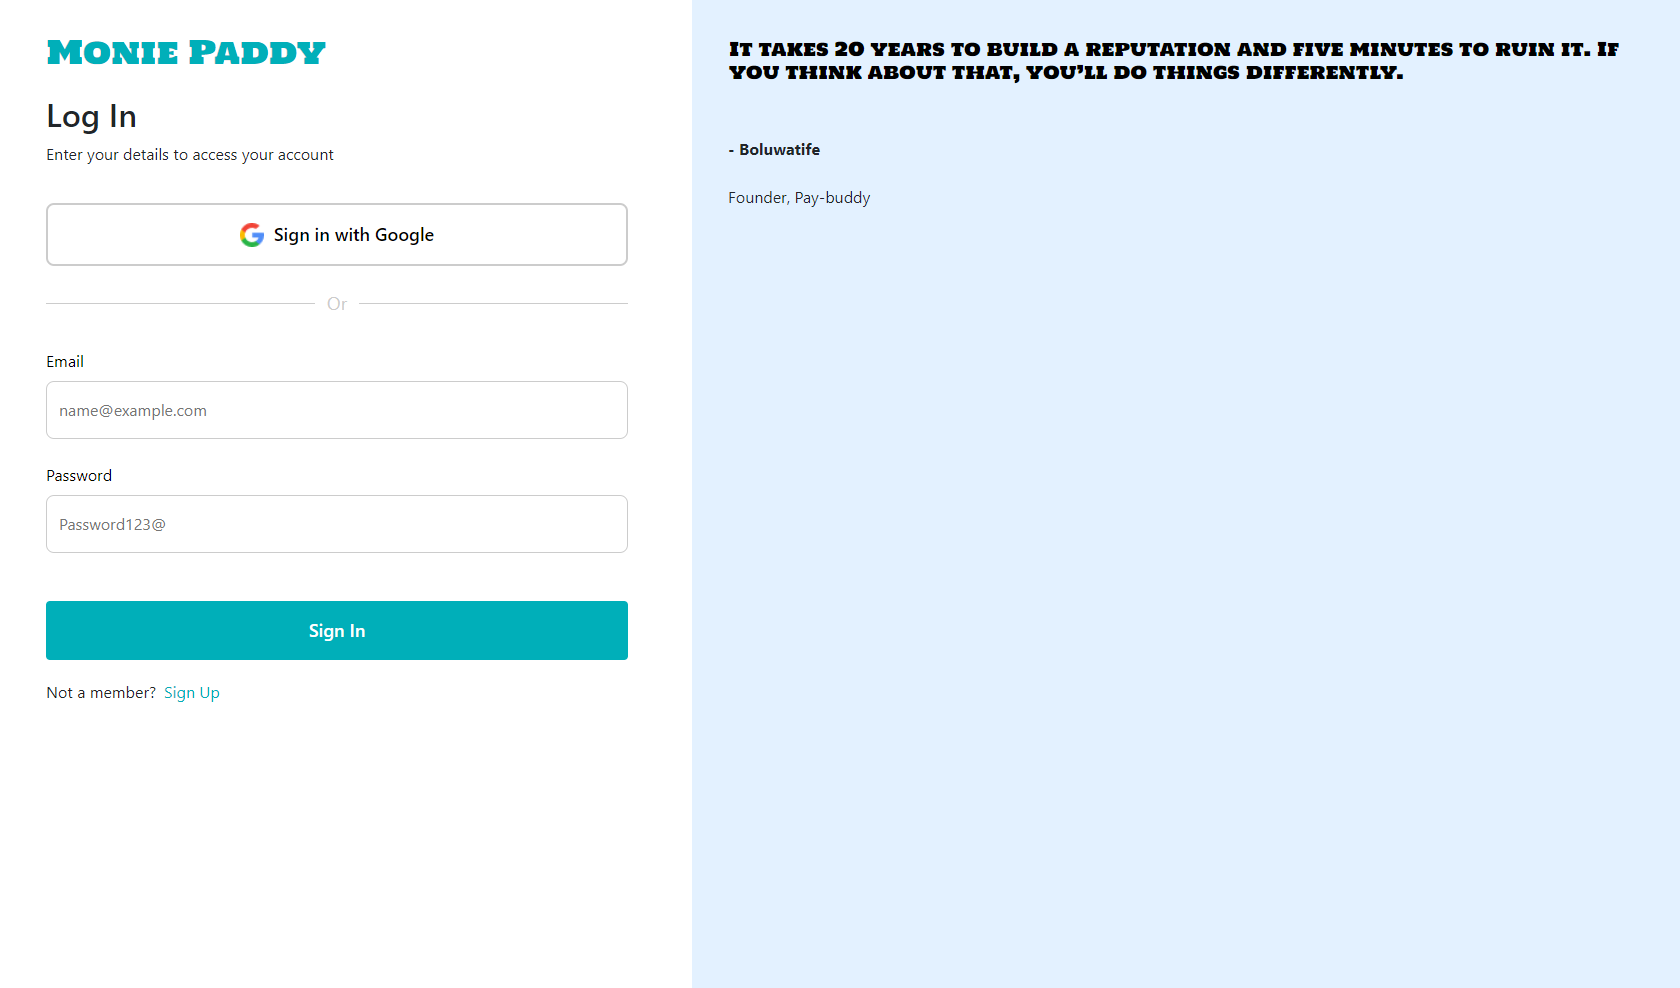 Monie Paddy
Log In
Enter your details to access your account
Sign in with Google
Or
Email
name@example.com
Password
Password123@
Sign In
Not a member? Sign Up
It takes 20 years to build a reputation and five minutes to ruin it. If
you think about that, you’ll do things differently.
- Boluwatife
Founder, Pay-buddy